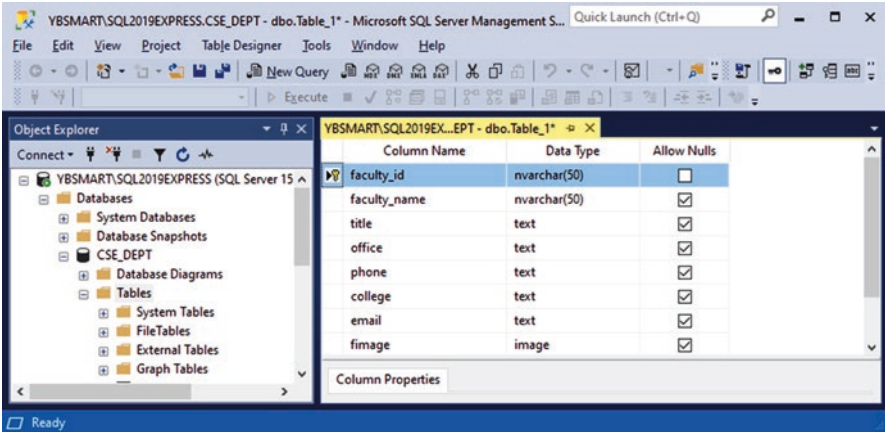 YBSMART\SQL2019EXPRESS.CSE_DEPT - dbo.Table_1* - Microsoft SQL Server Management S... Quick Launch (Ctrl+Q)
File Edit View Project Table Designer Tools Window Help
New Query MDX DMX XMLA DAX
Execute
Object Explorer
Connect
YBSMART\SQL2019EXPRESS (SQL Server 15
Databases
System Databases
Database Snapshots
CSE_DEPT
Database Diagrams
Tables
System Tables
FileTables
External Tables
Graph Tables
YBSMART\SQL2019EX...EPT - dbo.Table_1*
Column Name Data Type Allow Nulls
faculty_id nvarchar(50)
faculty_name nvarchar(50)
title text
office text
phone text
college text
email text
fimage image
Column Properties
Ready